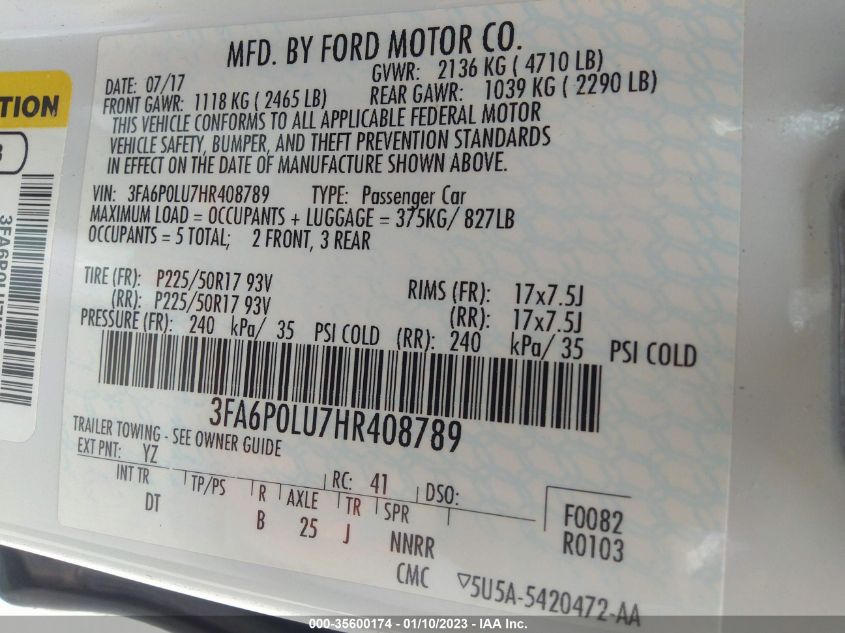 MFD. BY FORD MOTOR CO.
DATE: 07/17 GVWR: 2136 KG ( 4710 LB)
FRONT GAWR: 1118 KG ( 2465 LB) REAR GAWR: 1039 KG ( 2290 LB)
THIS VEHICLE CONFORMS TO ALL APPLICABLE FEDERAL MOTOR
VEHICLE SAFETY, BUMPER, AND THEFT PREVENTION STANDARDS
IN EFFECT ON THE DATE OF MANUFACTURE SHOWN ABOVE.
VIN: 3FA6P0LU7HR408789 TYPE: Passenger Car
MAXIMUM LOAD = OCCUPANTS + LUGGAGE = 375KG/ 827LB
OCCUPANTS = 5 TOTAL; 2 FRONT, 3 REAR
TIRE (FR): P225/50R17 93V RIMS (FR): 17x7.5J
(RR): P225/50R17 93V (RR): 17x7.5J
PRESSURE (FR): 240 kPa/ 35 PSI COLD (RR): 240 kPa/ 35 PSI COLD
3FA6P0LU7HR408789
TRAILER TOWING - SEE OWNER GUIDE
EXT PNT: YZ RC: 41 DSO:
INT TR TP/PS R AXLE TR SPR F0082
DT B 25 J NNRR R0103
CMC 5U5A-5420472-AA
TION
3FA6P0LU7H
000-35600174 - 01/10/2023 - IAA Inc.